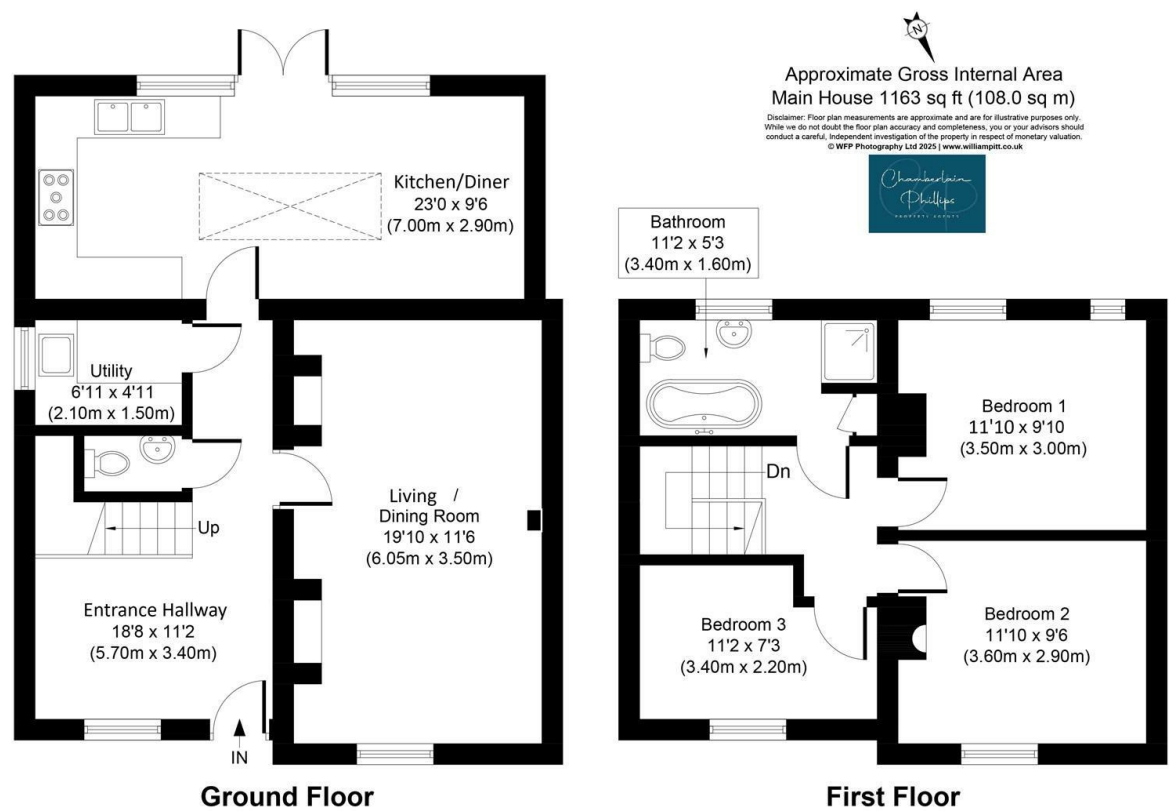 N
Approximate Gross Internal Area
Main House 1163 sq ft (108.0 sq m)
Disclaimer: Floor plan measurements are approximate and are for illustrative purposes only.
While we do not doubt the floor plan accuracy and completeness, you or your advisors should
conduct a careful, Independent investigation of the property in respect of monetary valuation.
© WFP Photography Ltd 2025 | www.williampitt.co.uk
Chamberlain
Phillips
PROPERTY AGENTS
Kitchen/Diner
23'0 x 9'6
(7.00m x 2.90m)
Utility
6'11 x 4'11
(2.10m x 1.50m)
Up
Living /
Dining Room
19'10 x 11'6
(6.05m x 3.50m)
Entrance Hallway
18'8 x 11'2
(5.70m x 3.40m)
IN
Ground Floor
Bathroom
11'2 x 5'3
(3.40m x 1.60m)
Bedroom 1
11'10 x 9'10
(3.50m x 3.00m)
Dn
Bedroom 2
11'10 x 9'6
(3.60m x 2.90m)
Bedroom 3
11'2 x 7'3
(3.40m x 2.20m)
First Floor